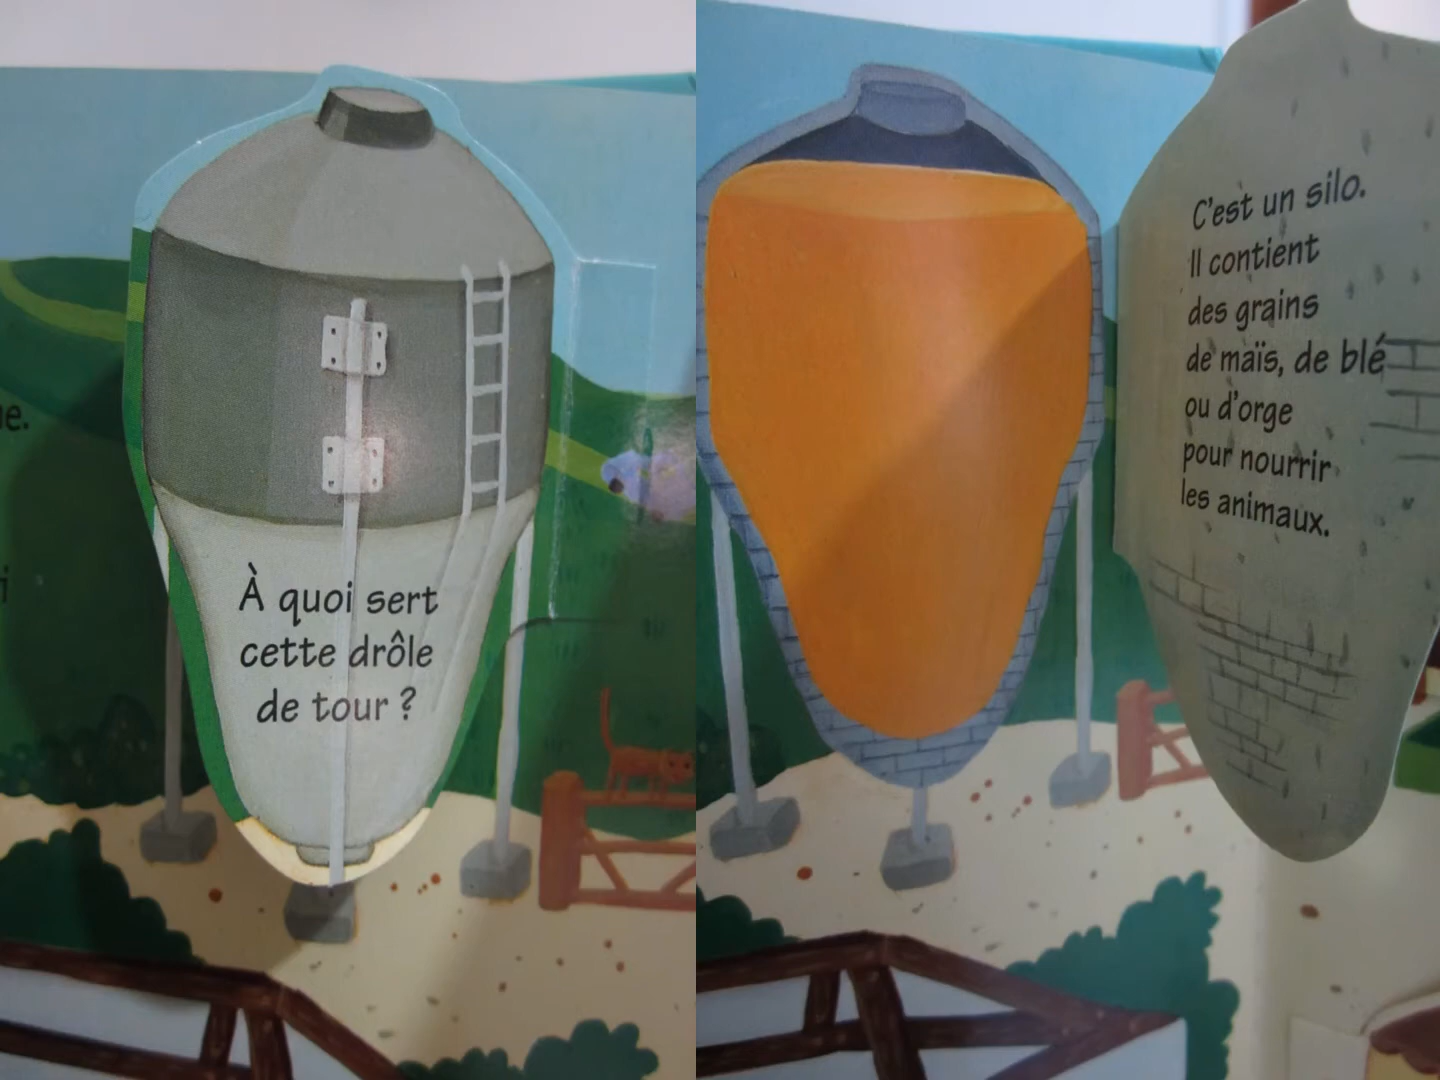 À quoi sert
cette drôle
de tour ?
C'est un silo.
Il contient
des grains
de maïs, de blé
ou d'orge
pour nourrir
les animaux.